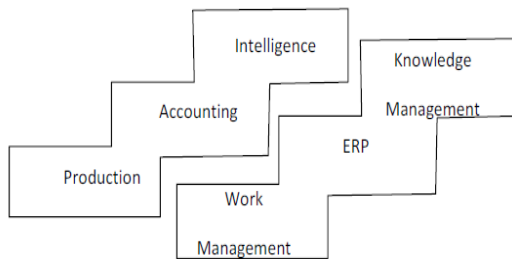 Intelligence
Accounting
Production
Knowledge
Management
ERP
Work
Management